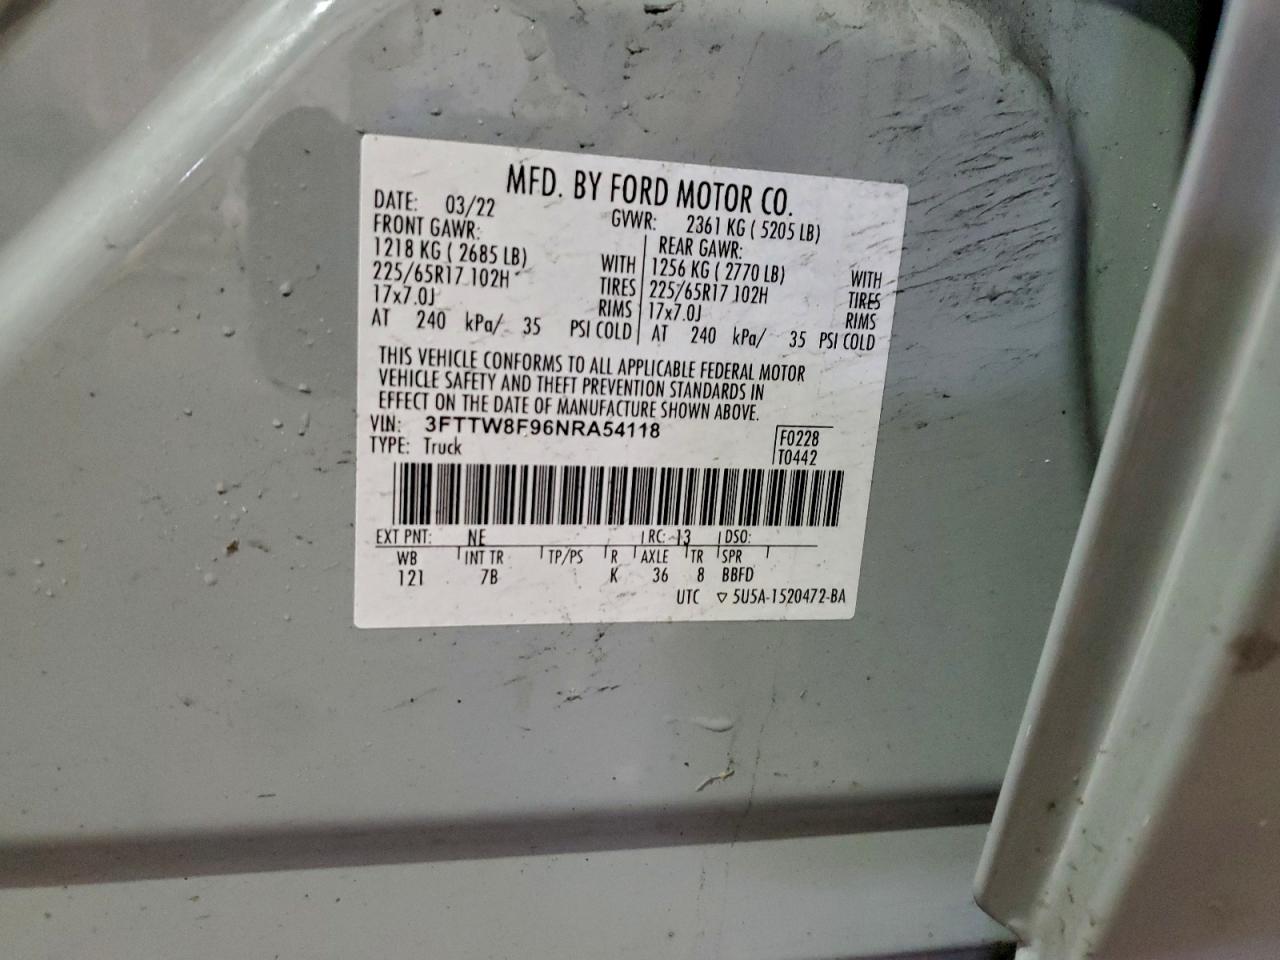 MFD. BY FORD MOTOR CO.
DATE: 03/22 GVWR: 2361 KG ( 5205 LB)
FRONT GAWR: REAR GAWR:
1218 KG ( 2685 LB) WITH 1256 KG ( 2770 LB) WITH
225/65R17 102H TIRES 225/65R17 102H TIRES
17x7.0J RIMS 17x7.0J RIMS
AT 240 kPa/ 35 PSI COLD AT 240 kPa/ 35 PSI COLD
THIS VEHICLE CONFORMS TO ALL APPLICABLE FEDERAL MOTOR
VEHICLE SAFETY AND THEFT PREVENTION STANDARDS IN
EFFECT ON THE DATE OF MANUFACTURE SHOWN ABOVE.
VIN: 3FTTW8F96NRA54118 F0228
TYPE: Truck T0442
EXT PNT: NE RC: 13 DSO:
WB INT TR TP/PS R AXLE TR SPR
121 7B K 36 8 BBFD
UTC ▽ 5U5A-1520472-BA